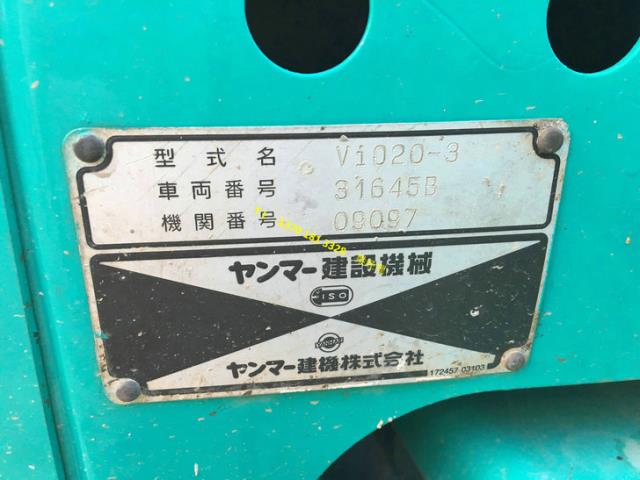 型式名 ViO20-3
車両番号 31645B
機関番号 09097
ヤンマー建設機械
ISO
ヤンマー建機株式会社
172457-03103